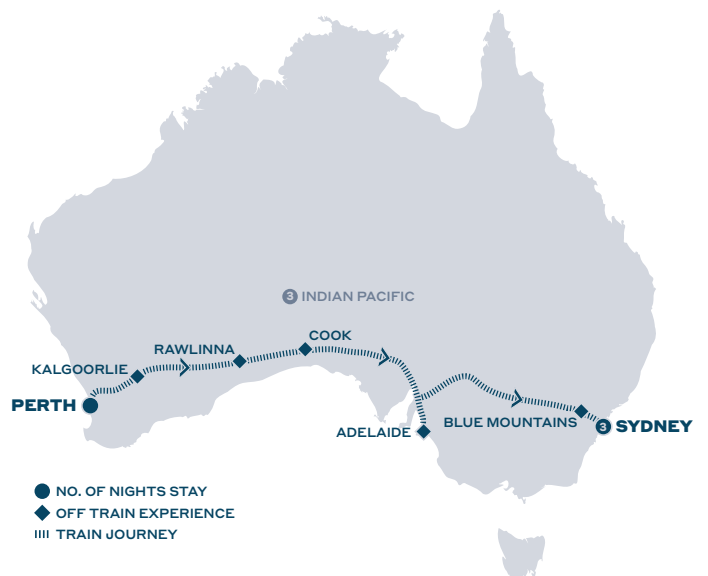 3 INDIAN PACIFIC
COOK
RAWLINNA
KALGOORLIE
PERTH
BLUE MOUNTAINS
3 SYDNEY
ADELAIDE
NO. OF NIGHTS STAY
OFF TRAIN EXPERIENCE
TRAIN JOURNEY